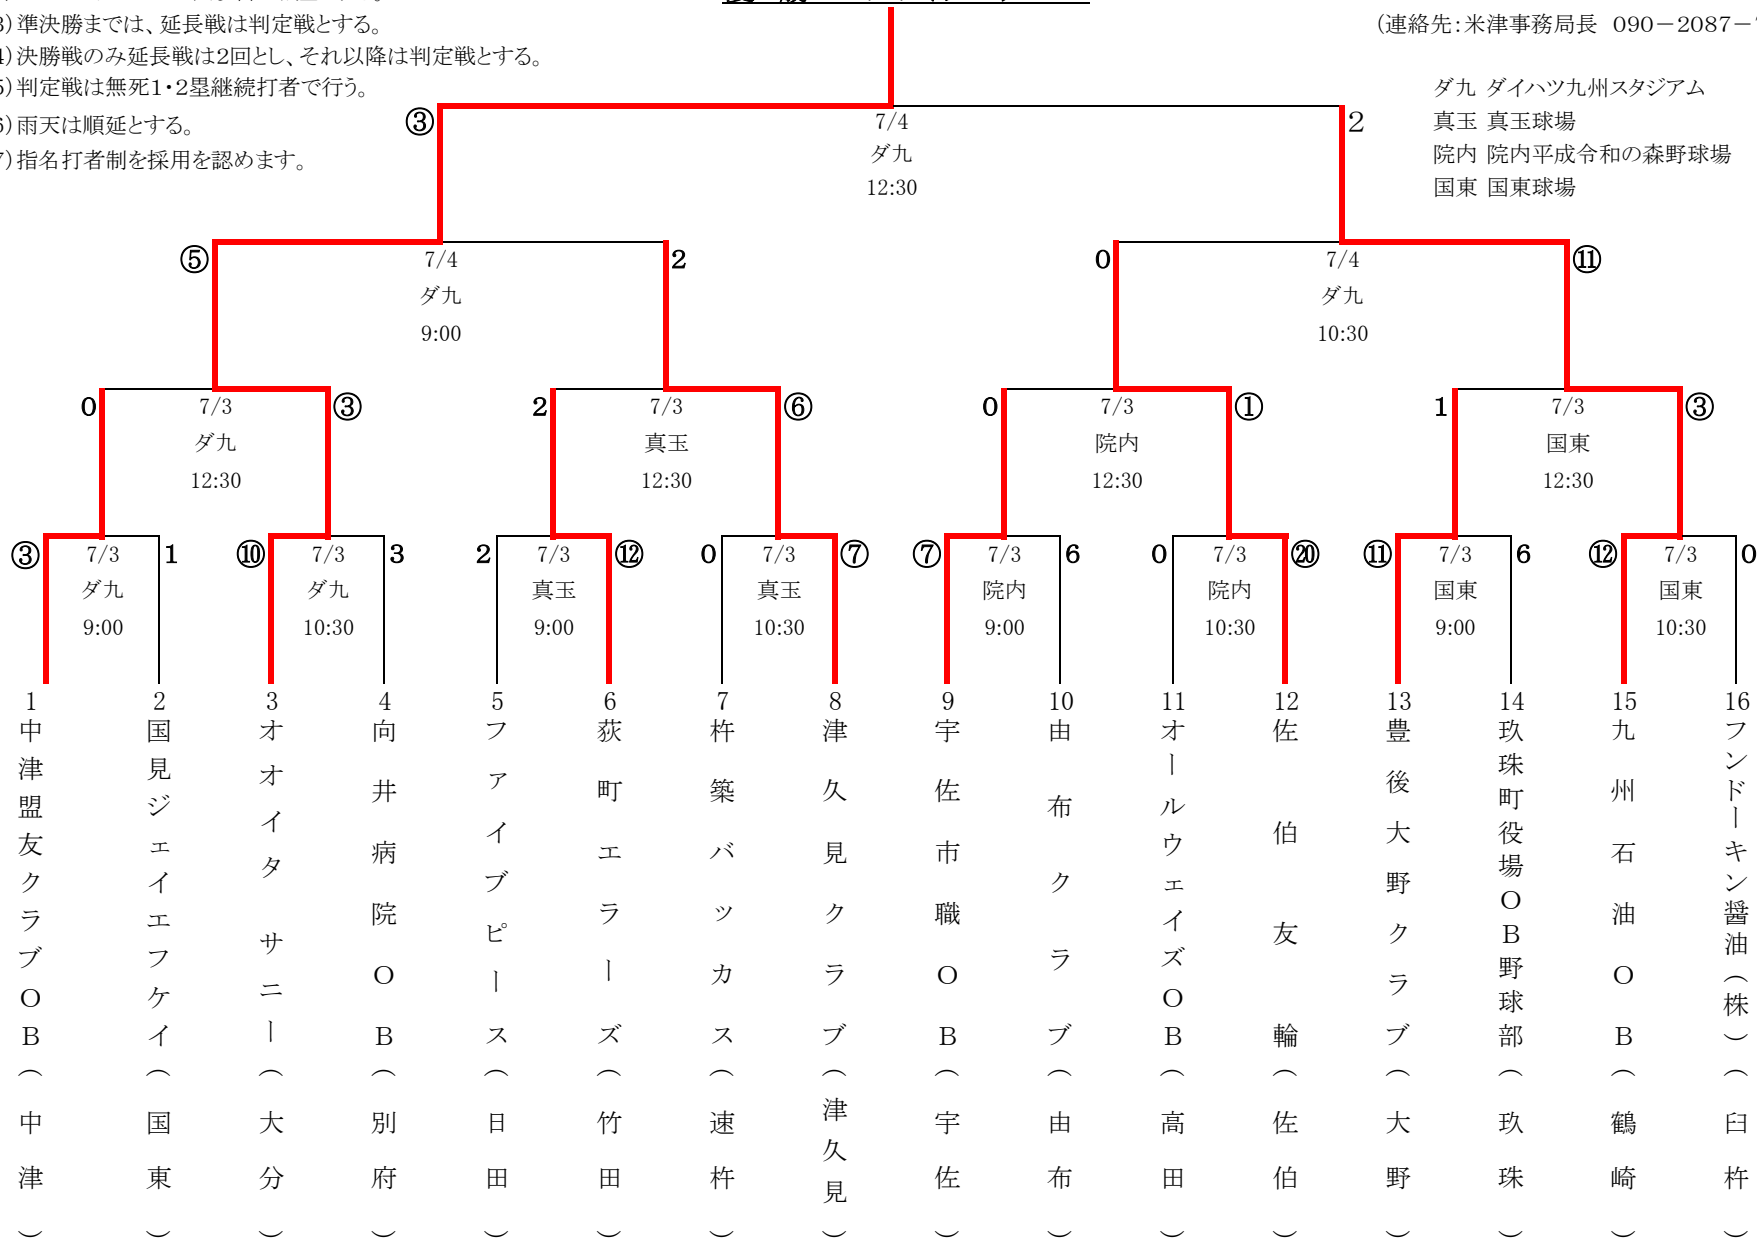 3)準決勝までは、延長戦は判定戦とする。
4)決勝戦のみ延長戦は2回とし、それ以降は判定戦とする。
5)判定戦は無死1・2塁継続打者で行う。
6)雨天は順延とする。
7)指名打者制を採用を認めます。
(連絡先:米津事務局長 090-2087-
ダ九 ダイハツ九州スタジアム
真玉 真玉球場
院内 院内平成令和の森野球場
国東 国東球場
③ 7/4 2
ダ九
12:30
⑤ 7/4 2 0 7/4 ⑪
ダ九 ダ九
9:00 10:30
0 7/3 ③ 2 7/3 ⑥ 0 7/3 ① 1 7/3 ③
ダ九 真玉 院内 国東
12:30 12:30 12:30 12:30
③ 7/3 1 ⑩ 7/3 3 2 7/3 ⑫ 0 7/3 ⑦ ⑦ 7/3 6 0 7/3 ⑳ ⑪ 7/3 6 ⑫ 7/3 0
ダ九 ダ九 真玉 真玉 院内 院内 国東 国東
9:00 10:30 9:00 10:30 9:00 10:30 9:00 10:30
1 2 3 4 5 6 7 8 9 10 11 12 13 14 15 16
中津盟友クラブOB(中津)
国見ジェイエフケイ(国東)
オオイタサニー(大分)
向井病院OB(別府)
ファイブピース(日田)
荻町エラーズ(竹田)
杵築バッカス(速杵)
津久見クラブ(津久見)
宇佐市職OB(宇佐)
由布クラブ(由布)
オールウェイズOB(高田)
佐伯友輪(佐伯)
豊後大野クラブ(大野)
玖珠町役場OB野球部(玖珠)
九州石油OB(鶴崎)
フンドーキン醤油(株)(臼杵)